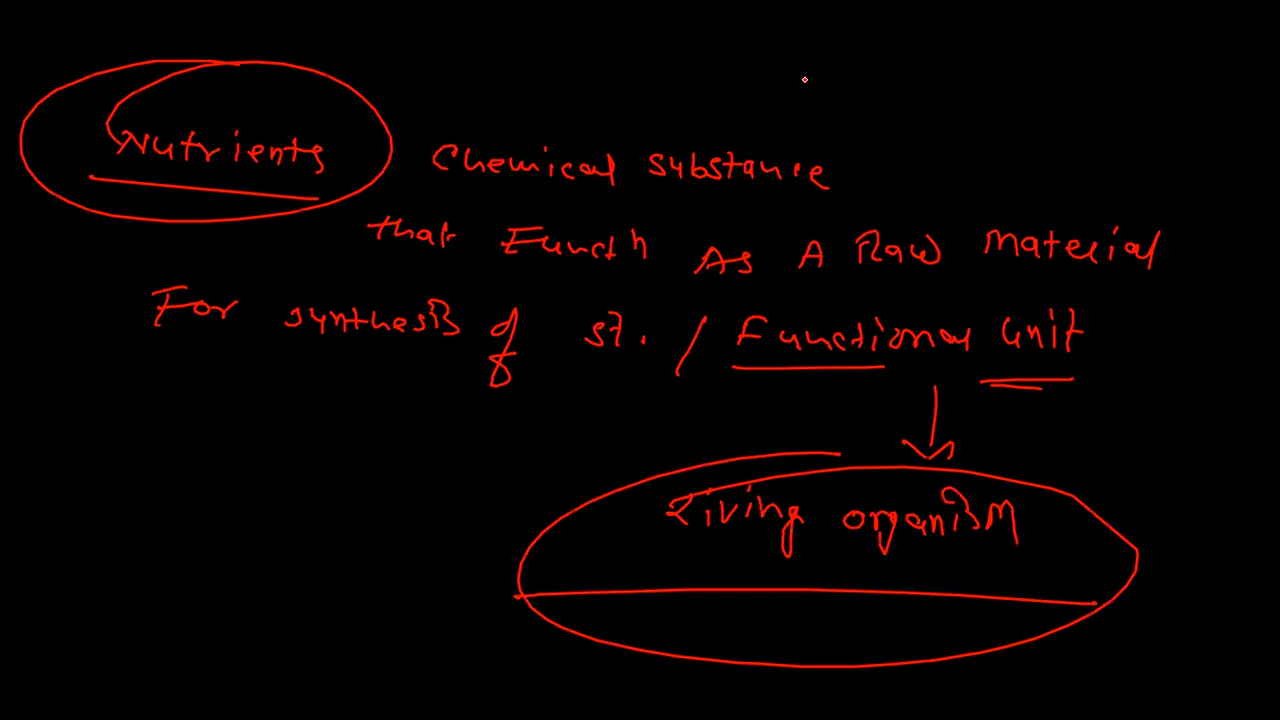 Nutrients Chemical substance
that Functn As A Raw Material
For synthesis of st. / Functional Unit
Living organism